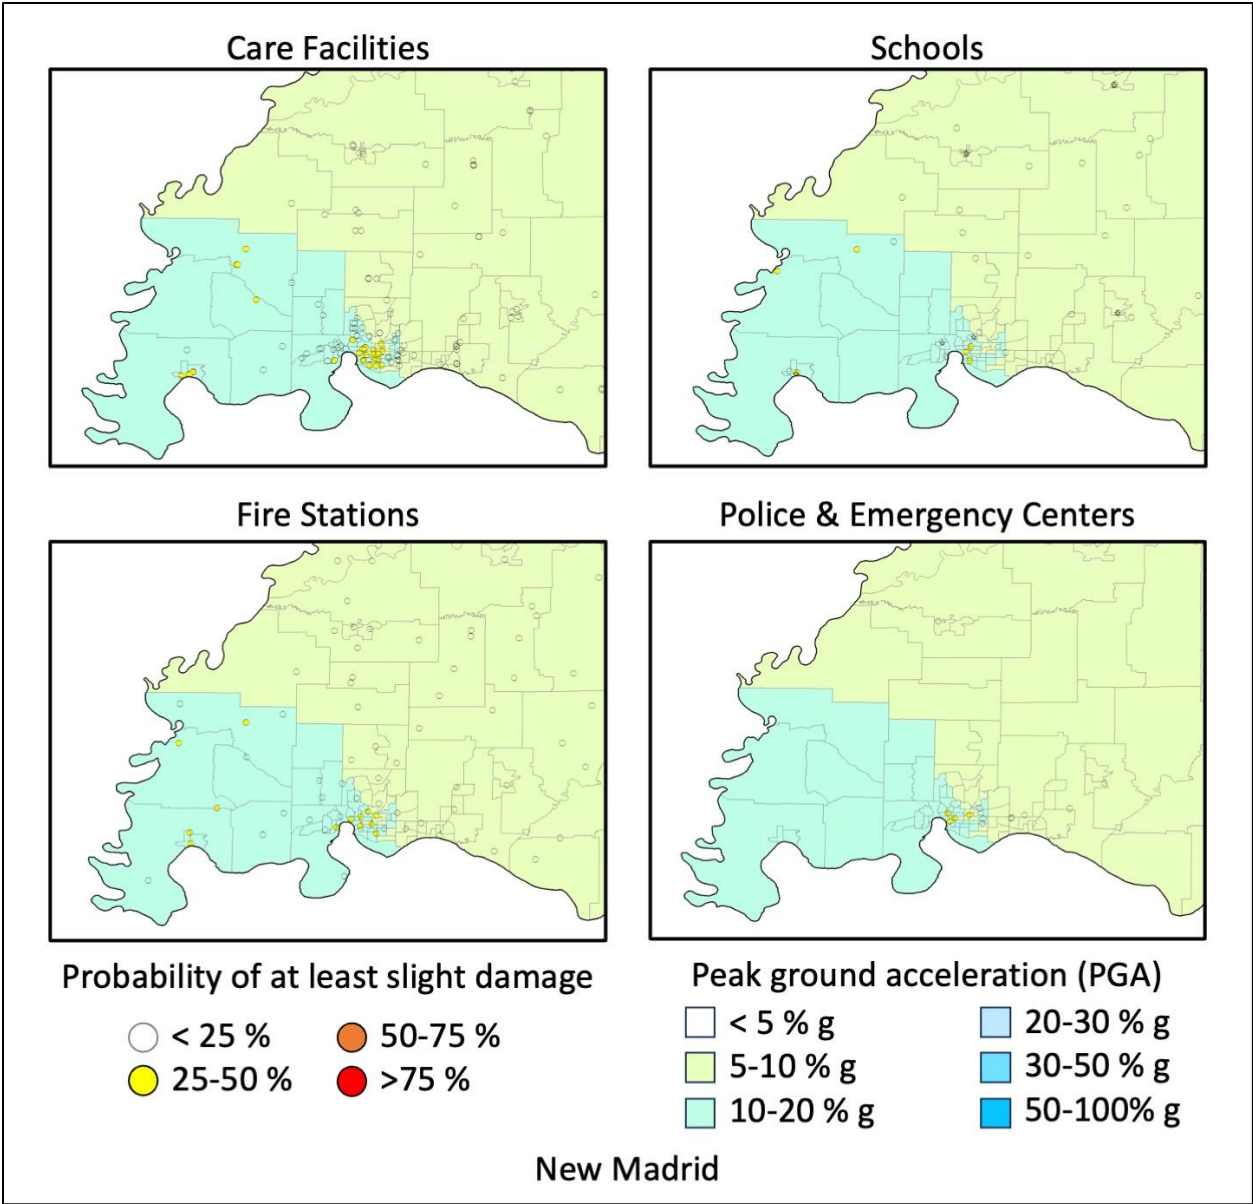 Care Facilities
Schools
Fire Stations
Police & Emergency Centers
Probability of at least slight damage
< 25 %
50-75 %
25-50 %
>75 %
Peak ground acceleration (PGA)
< 5 % g
20-30 % g
5-10 % g
30-50 % g
10-20 % g
50-100% g
New Madrid